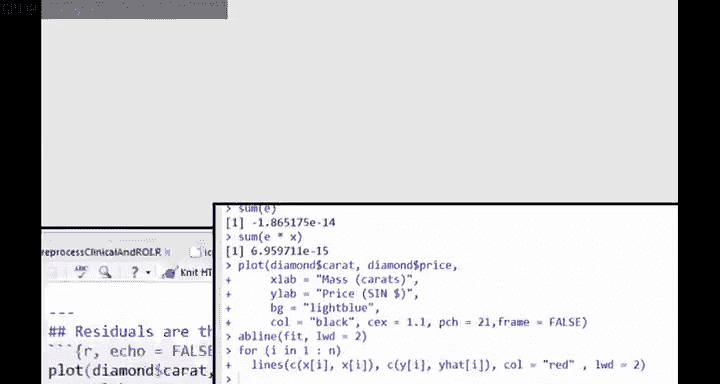 > sum(e)
[1] -1.865175e-14
> sum(e * x)
[1] 6.959711e-15
> plot(diamond$carat, diamond$price,
+ xlab = "Mass (carats)",
+ ylab = "Price (SIN $)",
+ bg = "lightblue",
+ col = "black", cex = 1.1, pch = 21,frame = FALSE)
> abline(fit, lwd = 2)
> for (i in 1 : n)
+ lines(c(x[i], x[i]), c(y[i], yhat[i]), col = "red" , lwd = 2)
>
reprocessClinicalAndROI.R
ABC ? Knit HT
---
## Residuals are th
```{r, echo = FALSE
plot(diamond$carat,